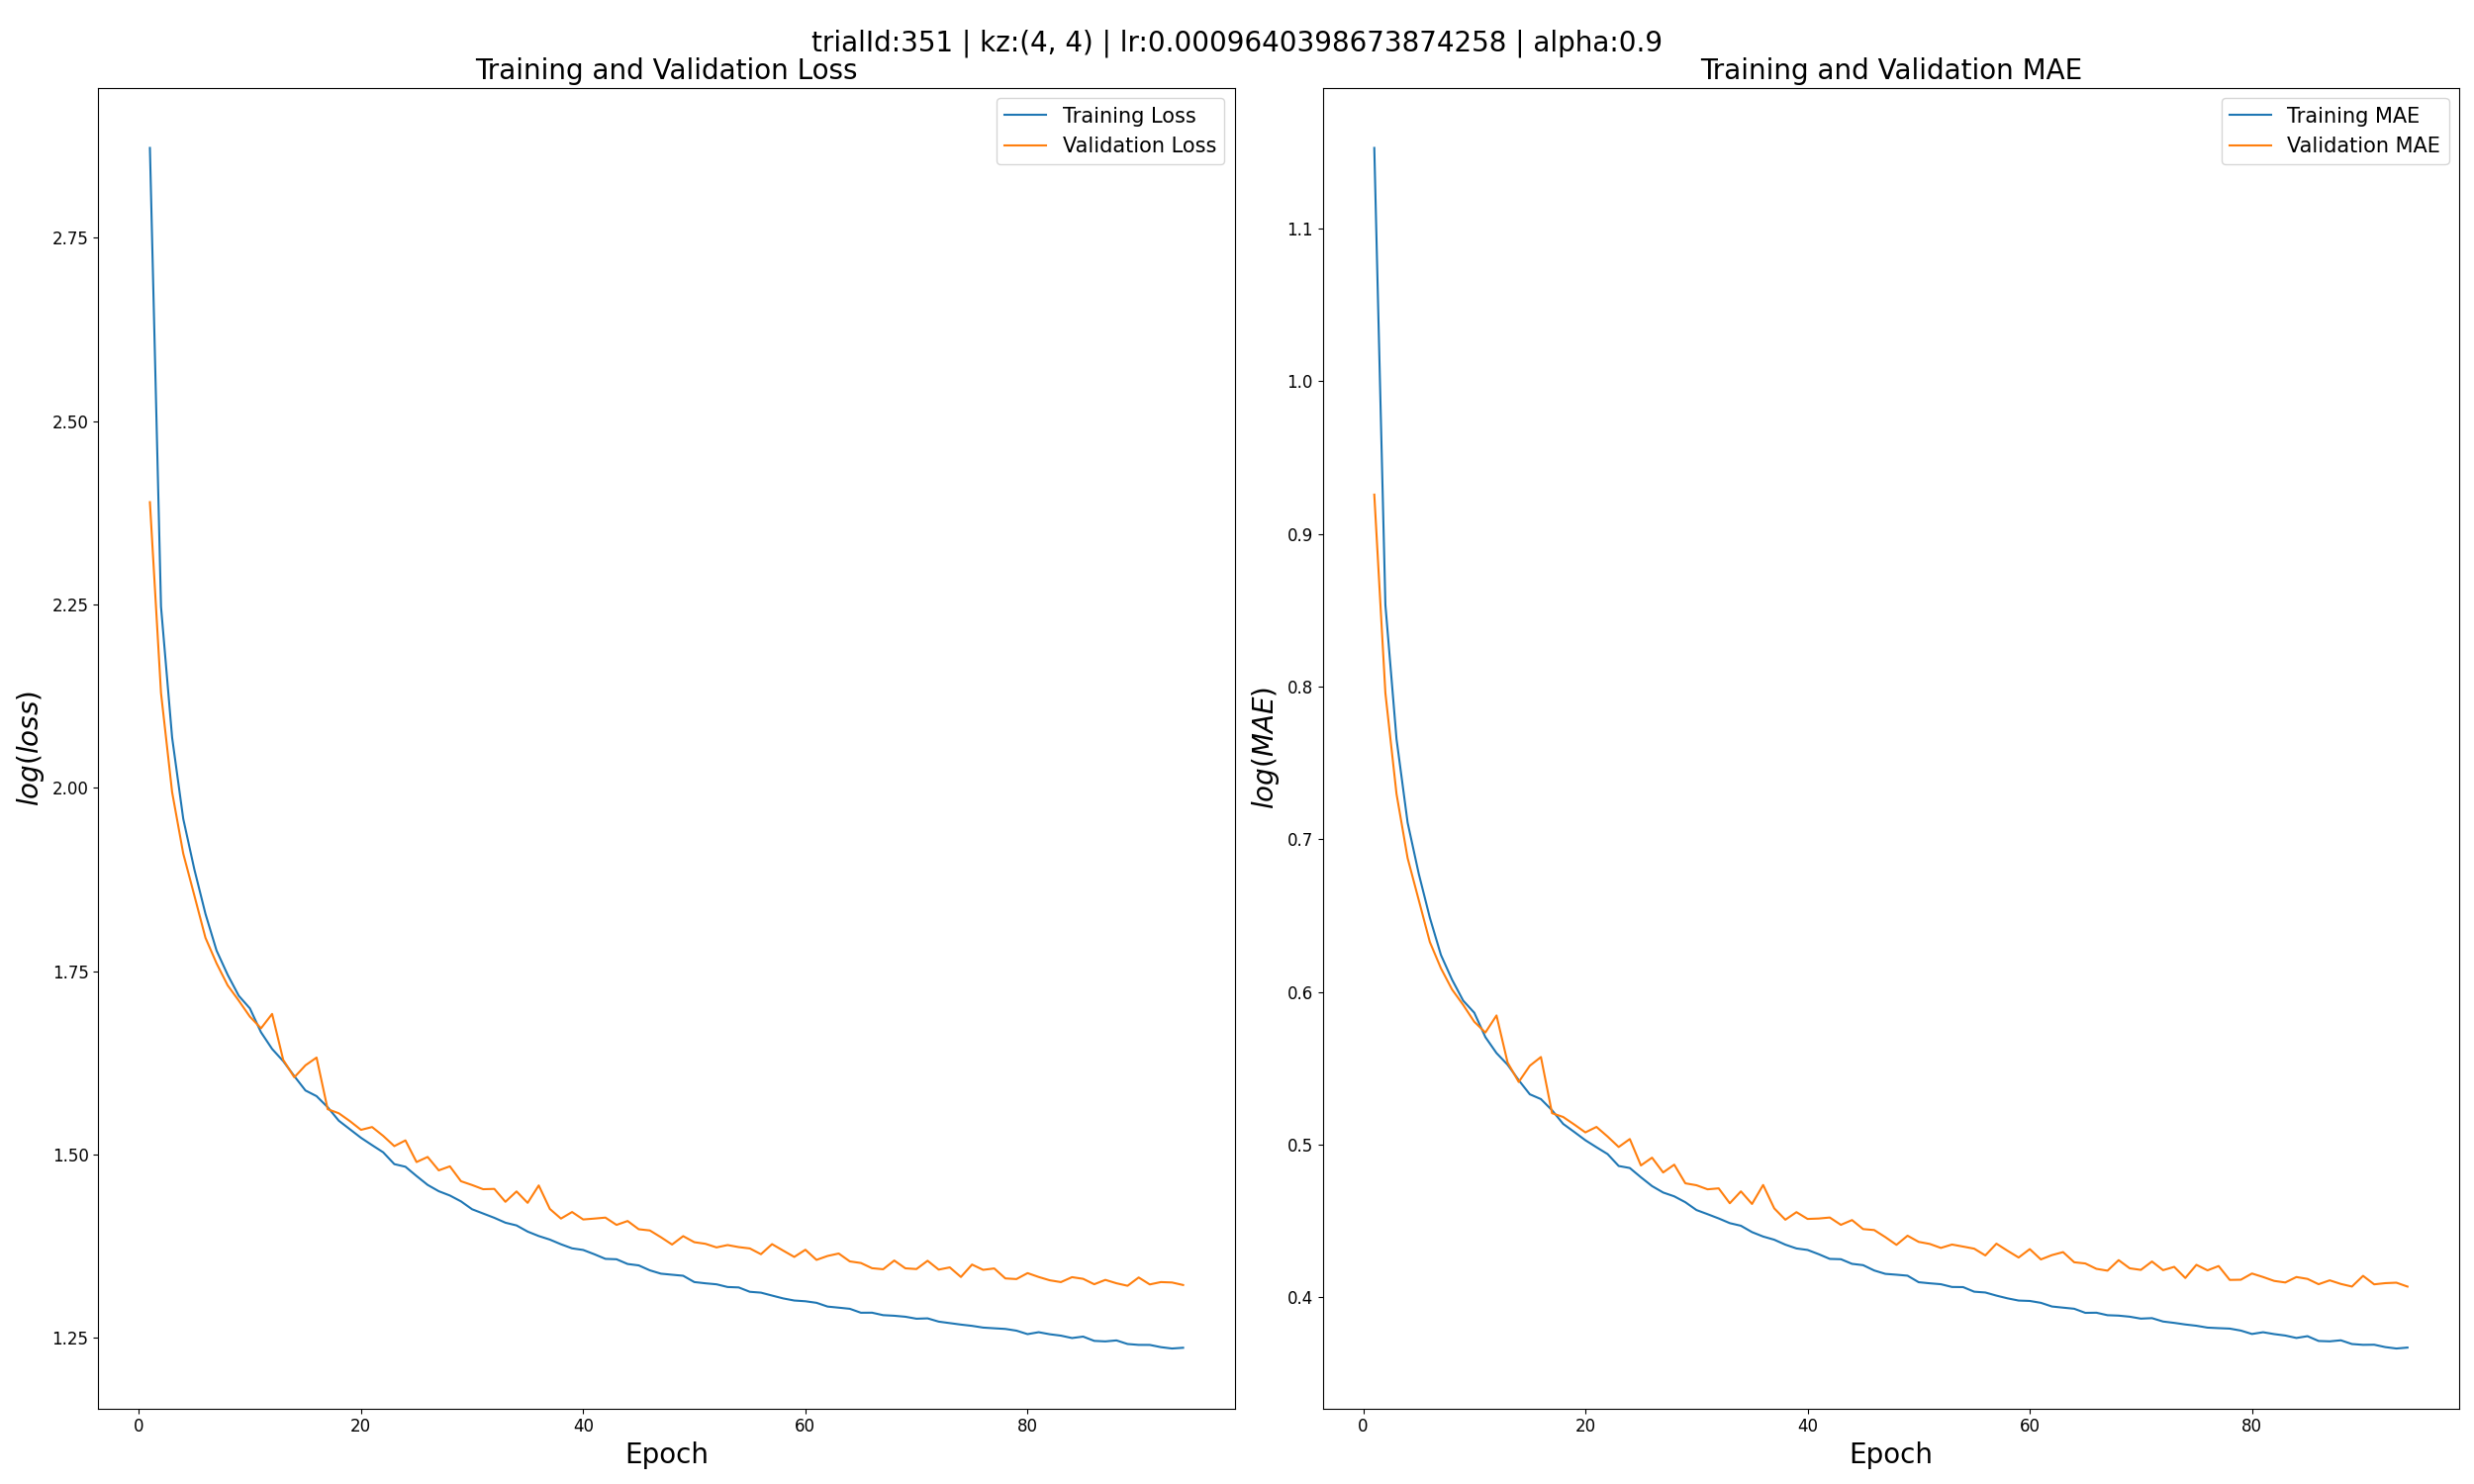 trialId:351 | kz:(4, 4) | lr:0.0009640398673874258 | alpha:0.9
Training and Validation Loss
Training Loss
Validation Loss
2.75
2.50
2.25
2.00
1.75
1.50
1.25
log(loss)
0 20 40 60 80
Epoch
Training and Validation MAE
Training MAE
Validation MAE
1.1
1.0
0.9
0.8
0.7
0.6
0.5
0.4
log(MAE)
0 20 40 60 80
Epoch